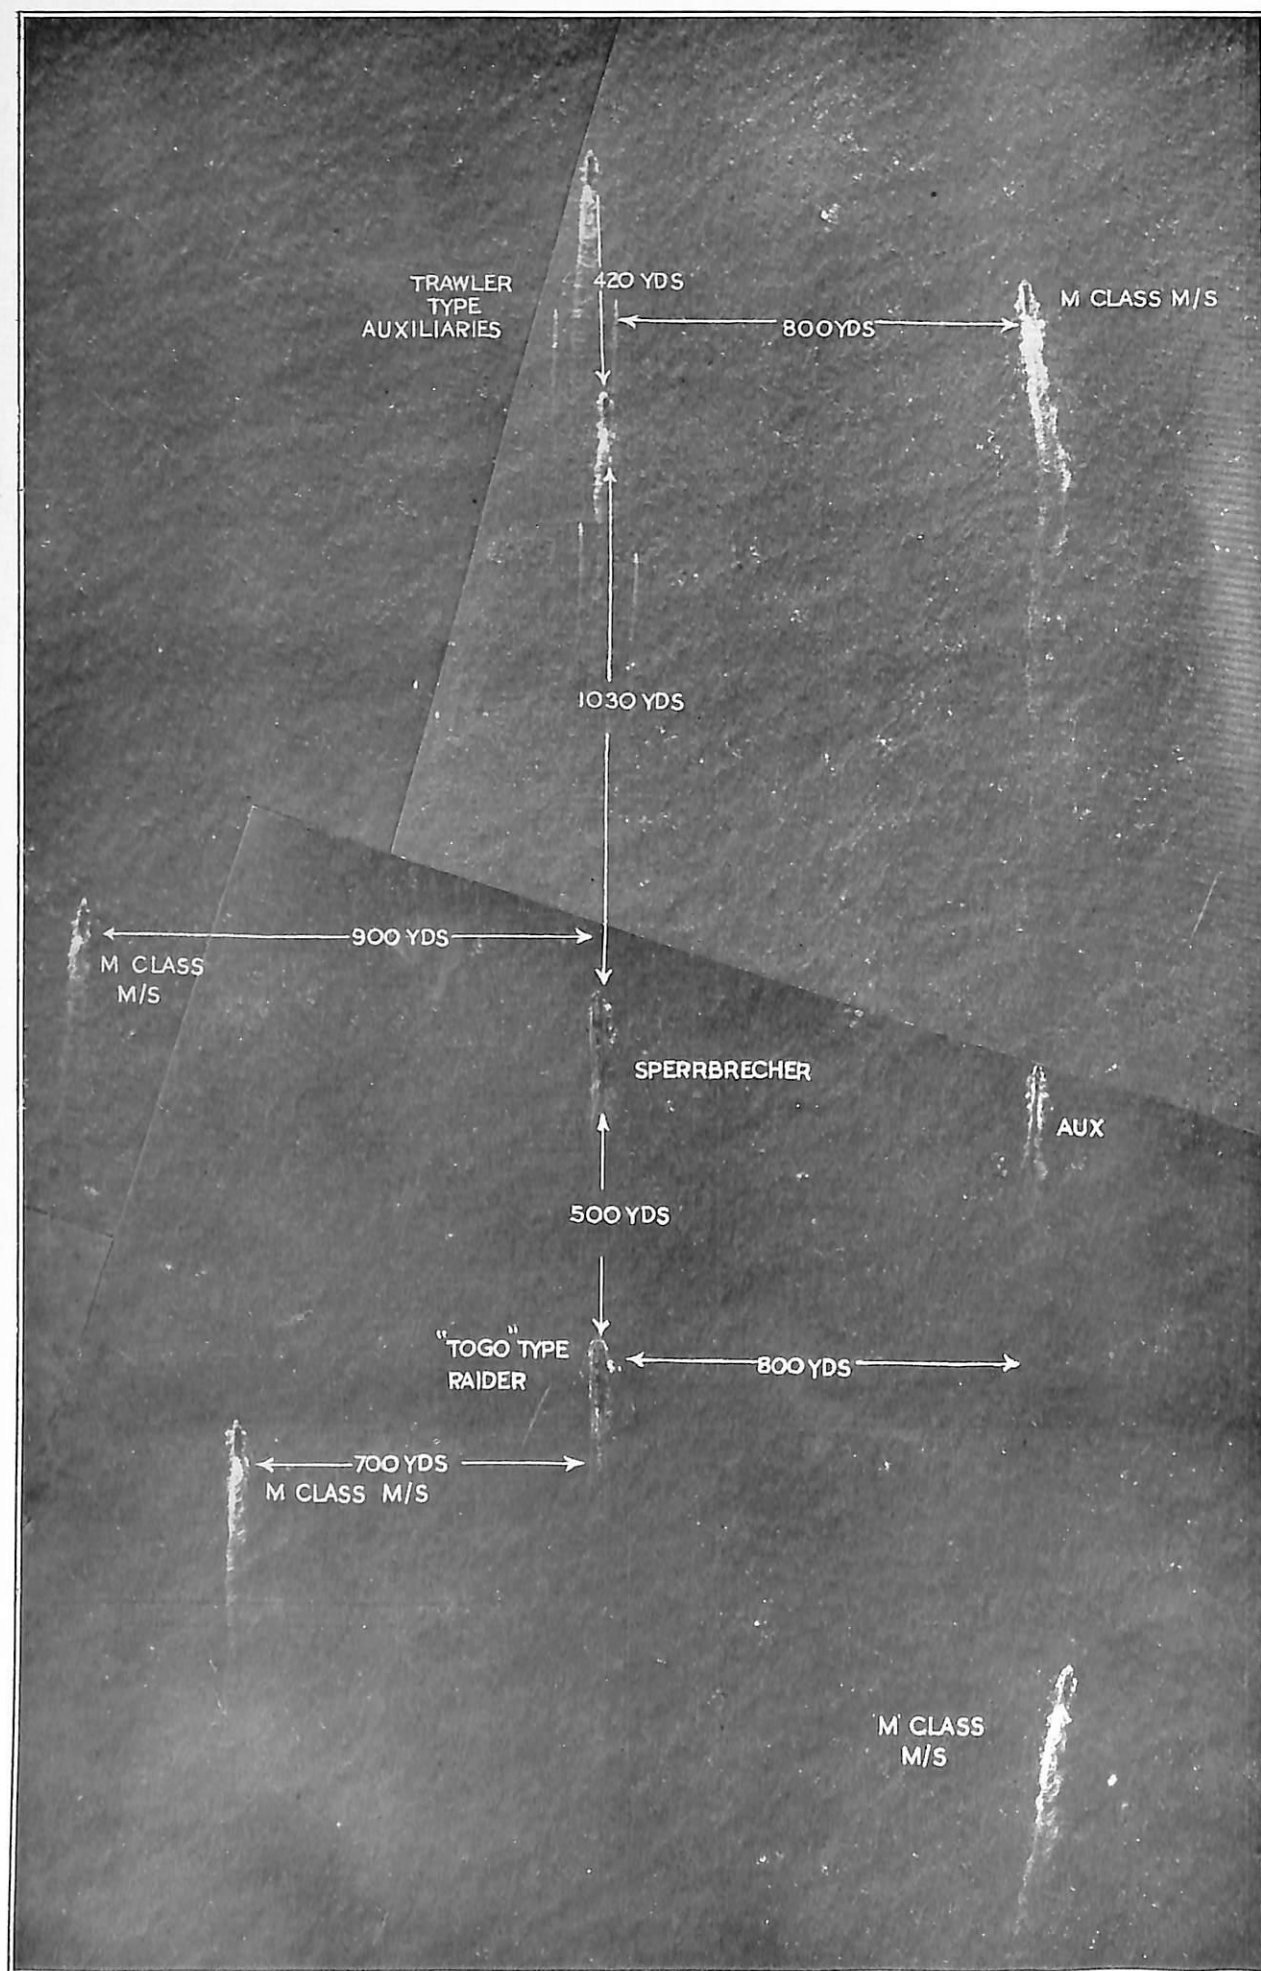 TRAWLER
TYPE
AUXILIARIES
420 YDS
M CLASS M/S
800 YDS
1030 YDS
900 YDS
M CLASS
M/S
SPERRBRECHER
AUX
500 YDS
"TOGO" TYPE
RAIDER
800 YDS
700 YDS
M CLASS M/S
'M' CLASS
M/S